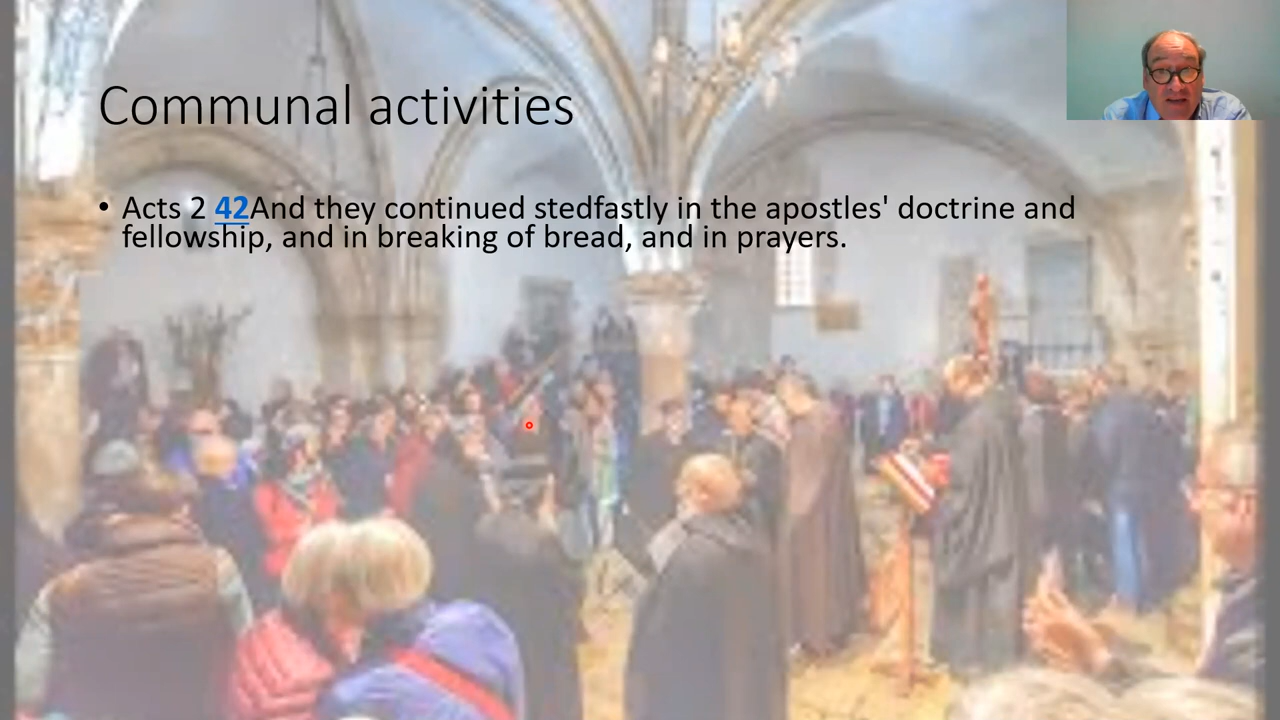 Communal activities
• Acts 2 42And they continued stedfastly in the apostles' doctrine and
fellowship, and in breaking of bread, and in prayers.